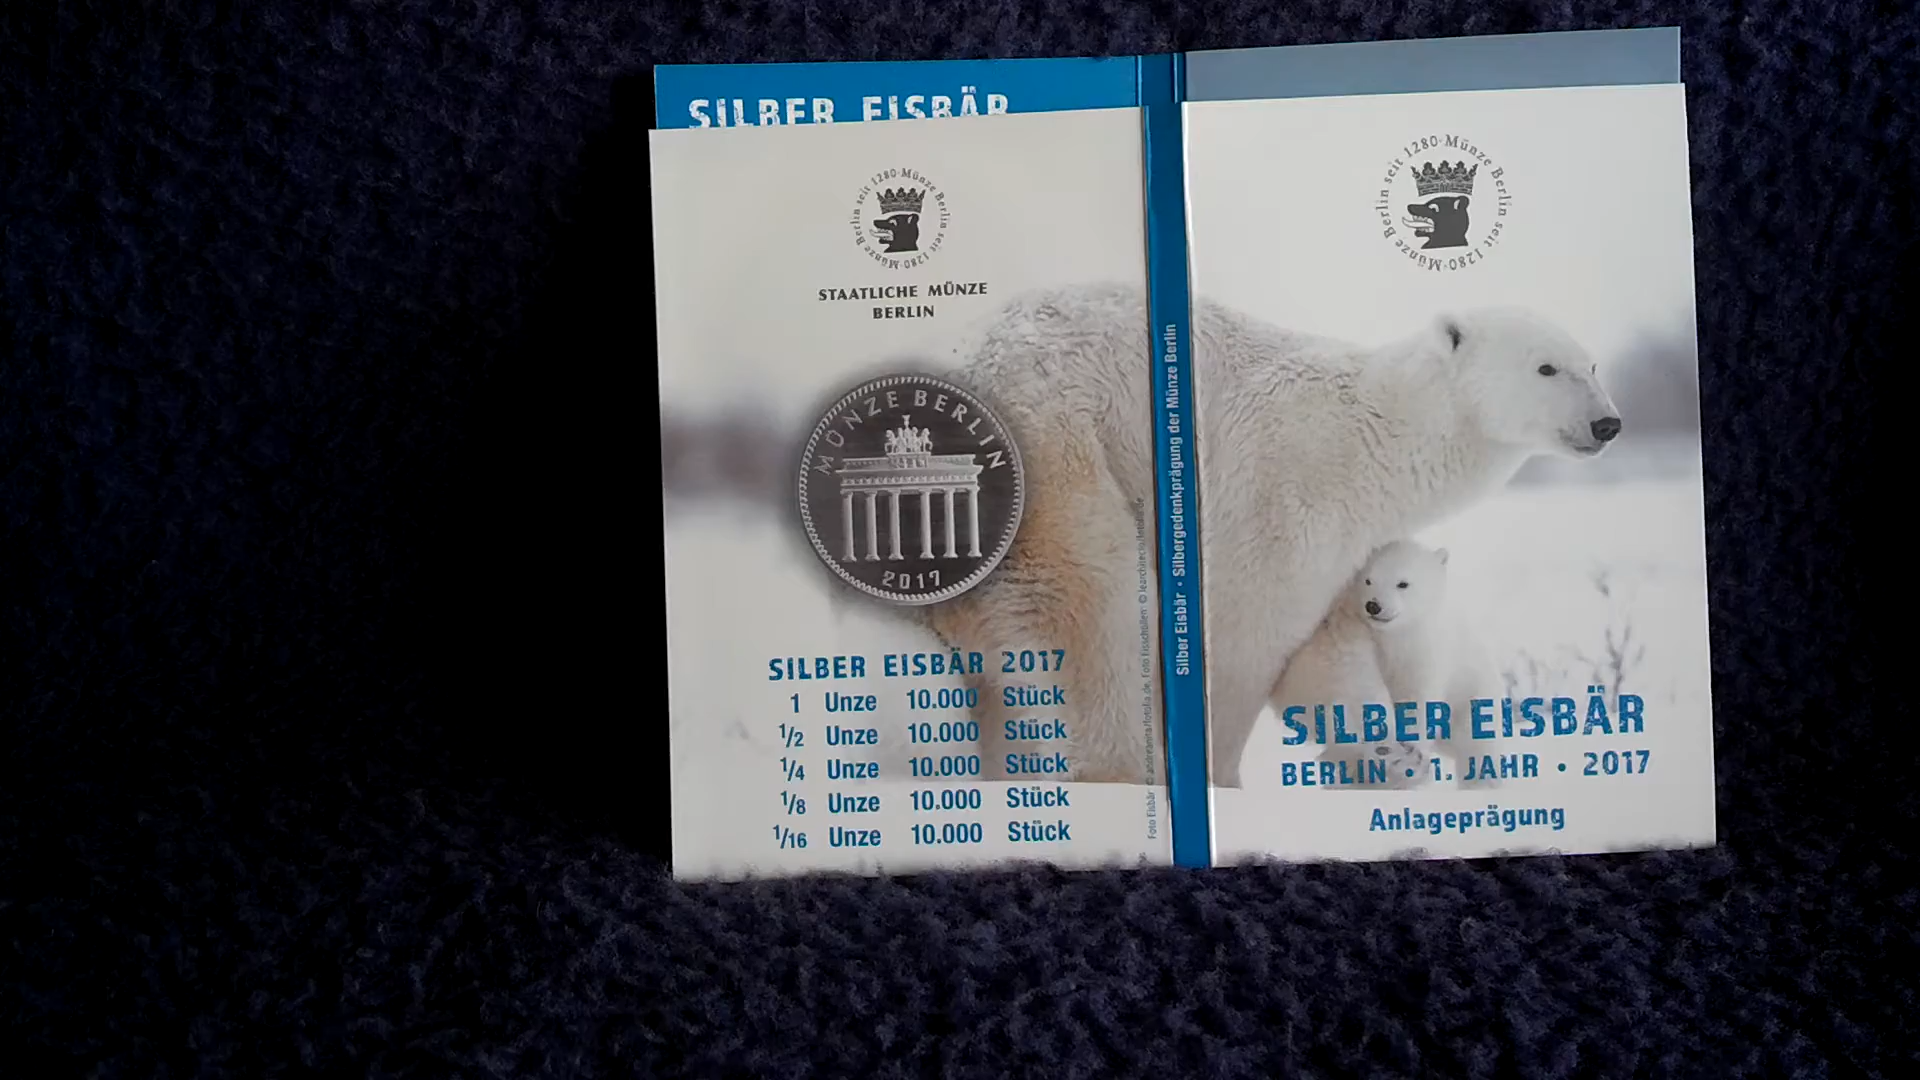 SILBER EISBÄR
Münze Berlin seit 1280 · Münze Berlin seit 1280 ·
STAATLICHE MÜNZE
BERLIN
MÜNZE BERLIN
2017
SILBER EISBÄR 2017
1 Unze 10.000 Stück
1/2 Unze 10.000 Stück
1/4 Unze 10.000 Stück
1/8 Unze 10.000 Stück
1/16 Unze 10.000 Stück
Silber Eisbär • Silbergedenkprägung der Münze Berlin
Münze Berlin seit 1280 · Münze Berlin seit 1280 ·
SILBER EISBÄR
BERLIN • 1. JAHR • 2017
Anlageprägung